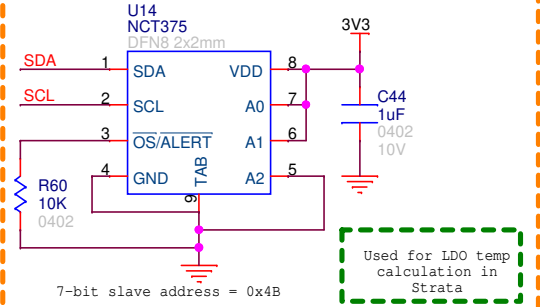 U14
NCT375
DFN8 2x2mm
3V3
SDA 1 SDA VDD 8
SCL 2 SCL A0 7
C44
1uF
0402
10V
3 OS/ALERT A1 6
4 GND TAB A2 5
9
R60
10K
0402
Used for LDO temp
calculation in
Strata
7-bit slave address = 0x4B